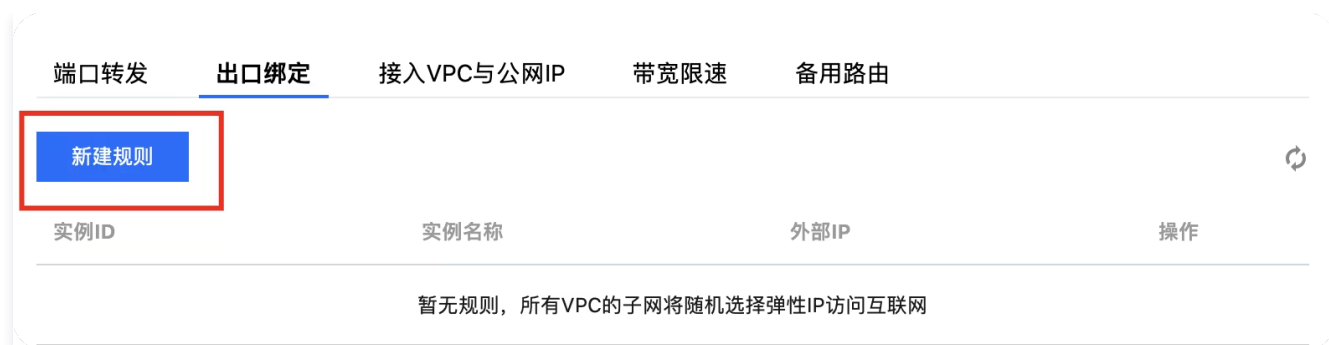 端口转发 出口绑定 接入VPC与公网IP 带宽限速 备用路由
新建规则
实例ID 实例名称 外部IP 操作
暂无规则，所有VPC的子网将随机选择弹性IP访问互联网